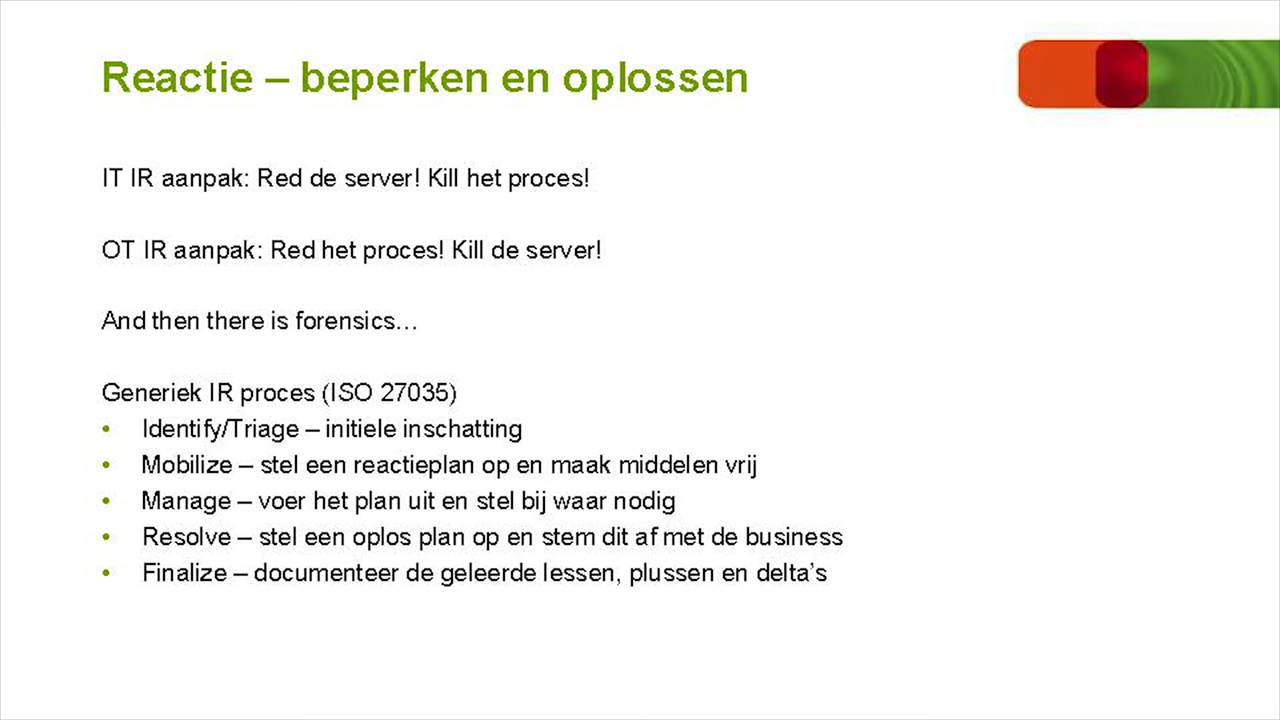 Reactie – beperken en oplossen
IT IR aanpak: Red de server! Kill het proces!
OT IR aanpak: Red het proces! Kill de server!
And then there is forensics…
Generiek IR proces (ISO 27035)
• Identify/Triage – initiele inschatting
• Mobilize – stel een reactieplan op en maak middelen vrij
• Manage – voer het plan uit en stel bij waar nodig
• Resolve – stel een oplos plan op en stem dit af met de business
• Finalize – documenteer de geleerde lessen, plussen en delta’s